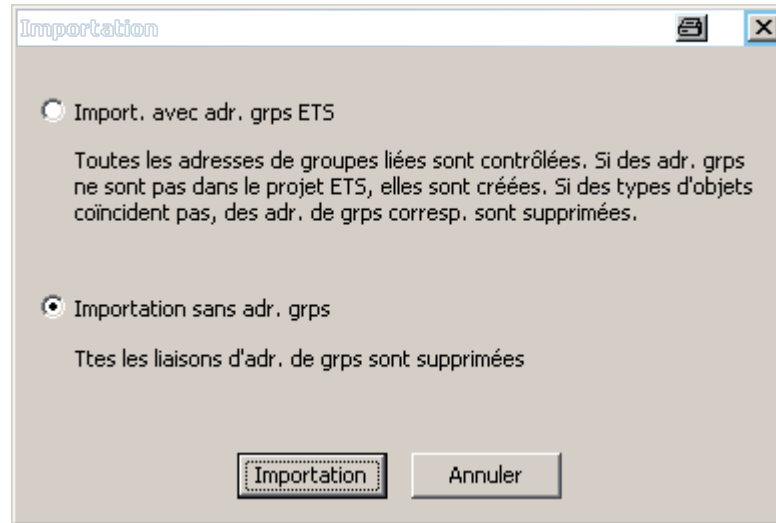 Importation
Import. avec adr. grps ETS
Toutes les adresses de groupes liées sont contrôlées. Si des adr. grps
ne sont pas dans le projet ETS, elles sont créées. Si des types d'objets
coïncident pas, des adr. de grps corresp. sont supprimées.
Importation sans adr. grps
Ttes les liaisons d'adr. de grps sont supprimées
Importation Annuler